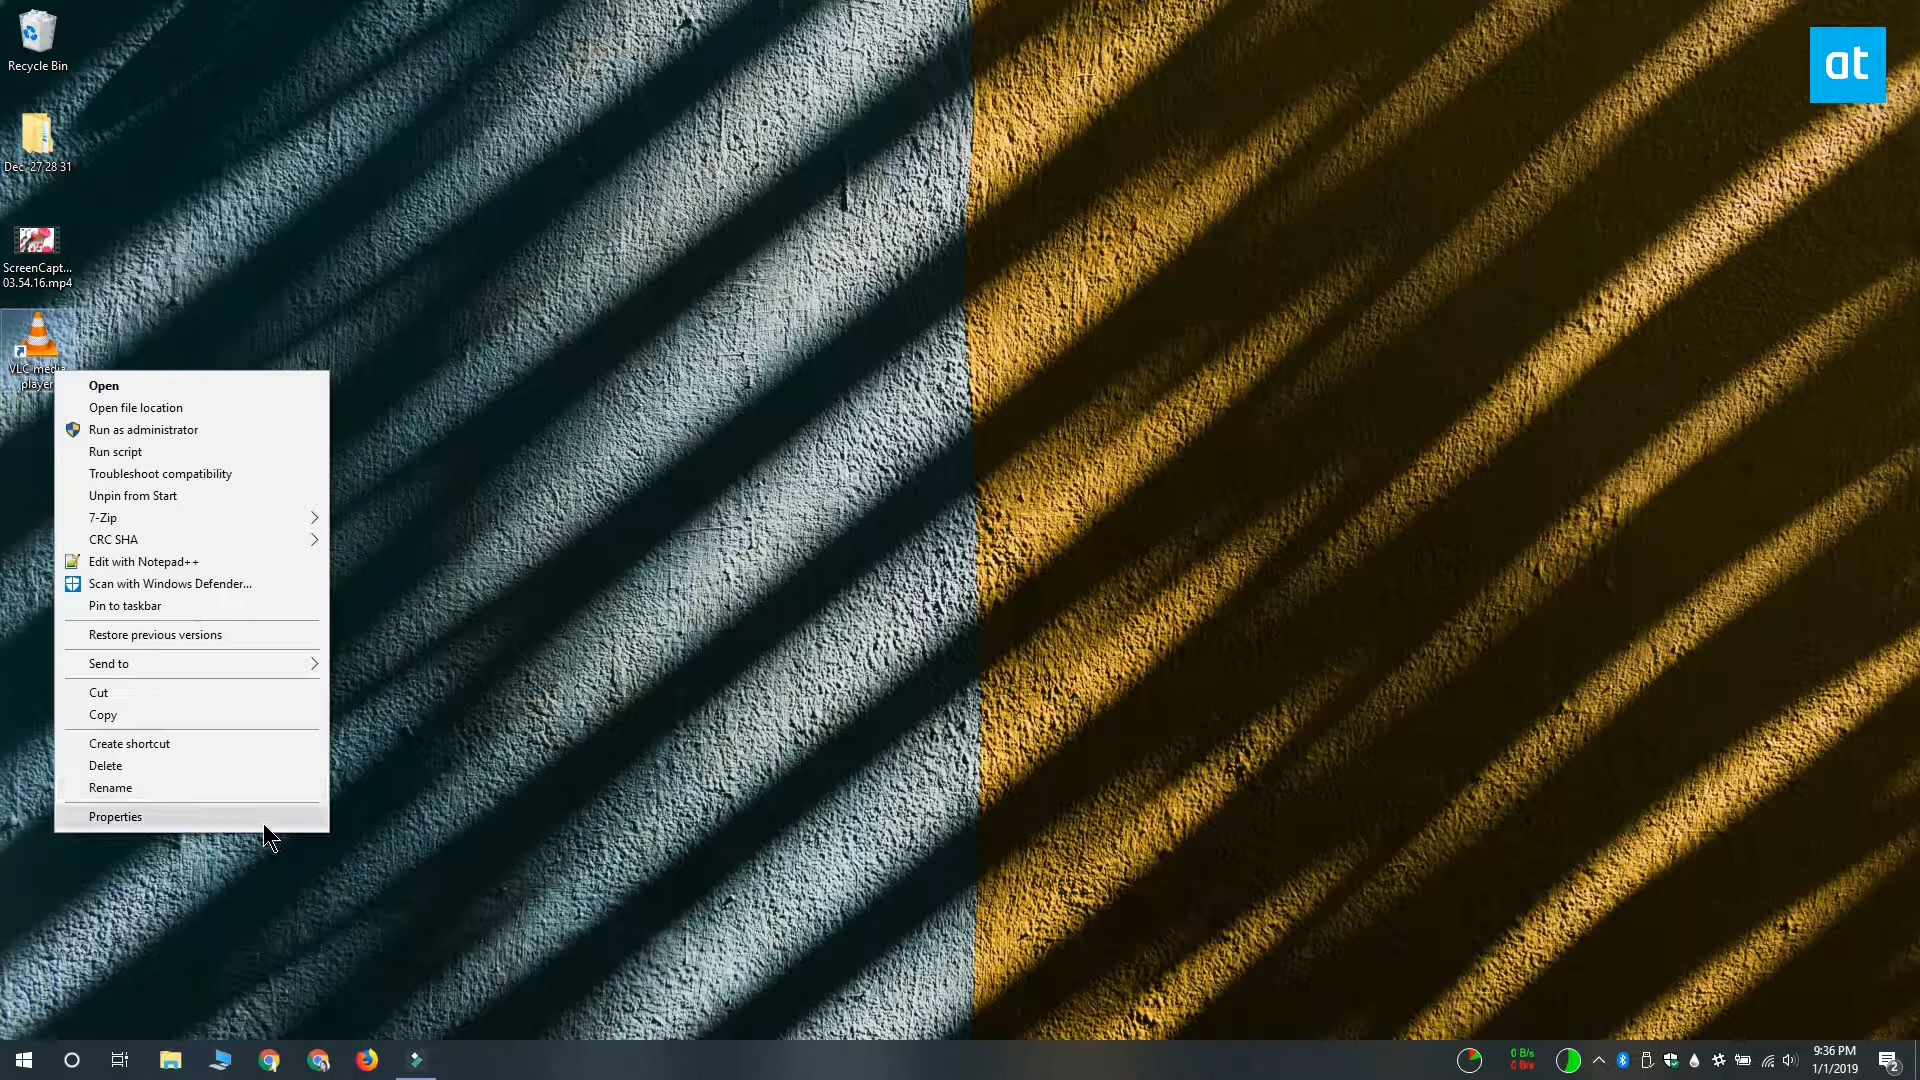 Recycle Bin
at
Dec 27 28 31
ScreenCapt...
03.54.16.mp4
VLC media
player
Open
Open file location
Run as administrator
Run script
Troubleshoot compatibility
Unpin from Start
7-Zip
CRC SHA
Edit with Notepad++
Scan with Windows Defender...
Pin to taskbar
Restore previous versions
Send to
Cut
Copy
Create shortcut
Delete
Rename
Properties
0 B/s
0 B/s
9:36 PM
1/1/2019
2